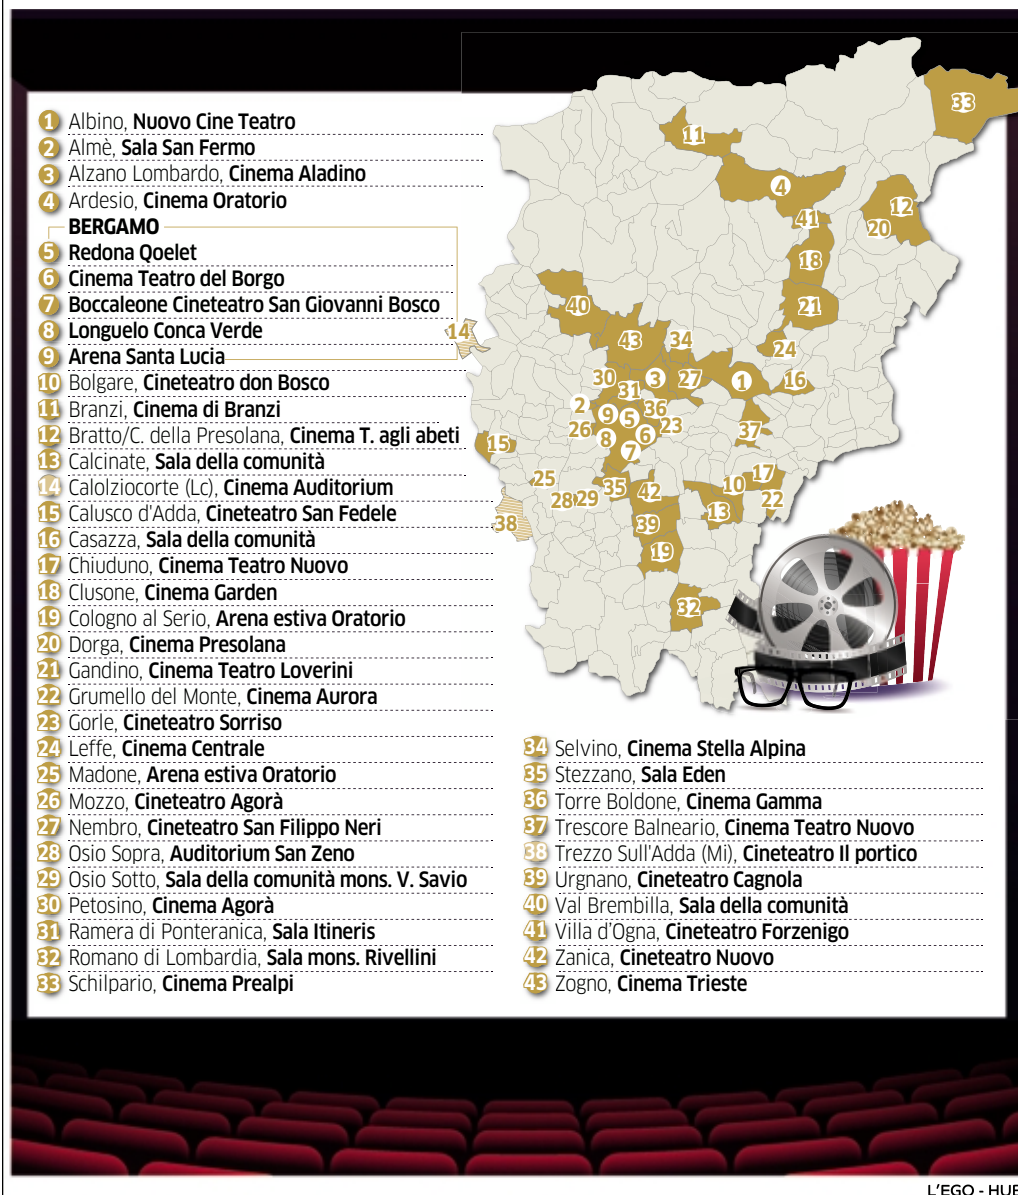 1 Albino, Nuovo Cine Teatro
2 Almè, Sala San Fermo
3 Alzano Lombardo, Cinema Aladino
4 Ardesio, Cinema Oratorio
BERGAMO
5 Redona Qoelet
6 Cinema Teatro del Borgo
7 Boccaleone Cineteatro San Giovanni Bosco
8 Longuelo Conca Verde
9 Arena Santa Lucia
10 Bolgare, Cineteatro don Bosco
11 Branzi, Cinema di Branzi
12 Bratto/C. della Presolana, Cinema T. agli abeti
13 Calcinate, Sala della comunità
14 Calolziocorte (Lc), Cinema Auditorium
15 Calusco d'Adda, Cineteatro San Fedele
16 Casazza, Sala della comunità
17 Chiuduno, Cinema Teatro Nuovo
18 Clusone, Cinema Garden
19 Cologno al Serio, Arena estiva Oratorio
20 Dorga, Cinema Presolana
21 Gandino, Cinema Teatro Loverini
22 Grumello del Monte, Cinema Aurora
23 Gorle, Cineteatro Sorriso
24 Leffe, Cinema Centrale
25 Madone, Arena estiva Oratorio
26 Mozzo, Cineteatro Agorà
27 Nembro, Cineteatro San Filippo Neri
28 Osio Sopra, Auditorium San Zeno
29 Osio Sotto, Sala della comunità mons. V. Savio
30 Petosino, Cinema Agorà
31 Ramera di Ponteranica, Sala Itineris
32 Romano di Lombardia, Sala mons. Rivellini
33 Schilpario, Cinema Prealpi
34 Selvino, Cinema Stella Alpina
35 Stezzano, Sala Eden
36 Torre Boldone, Cinema Gamma
37 Trescore Balneario, Cinema Teatro Nuovo
38 Trezzo Sull'Adda (Mi), Cineteatro Il portico
39 Urgnano, Cineteatro Cagnola
40 Val Brembilla, Sala della comunità
41 Villa d'Ogna, Cineteatro Forzenigo
42 Zanica, Cineteatro Nuovo
43 Zogno, Cinema Trieste
33
11
4
12
41
20
18
40
21
14
43
34
24
30
3
27
1
16
31
2
9
5
36
26
8
6
23
37
15
7
25
35
42
10
17
28
29
22
38
39
13
19
32
L'EGO - HUB